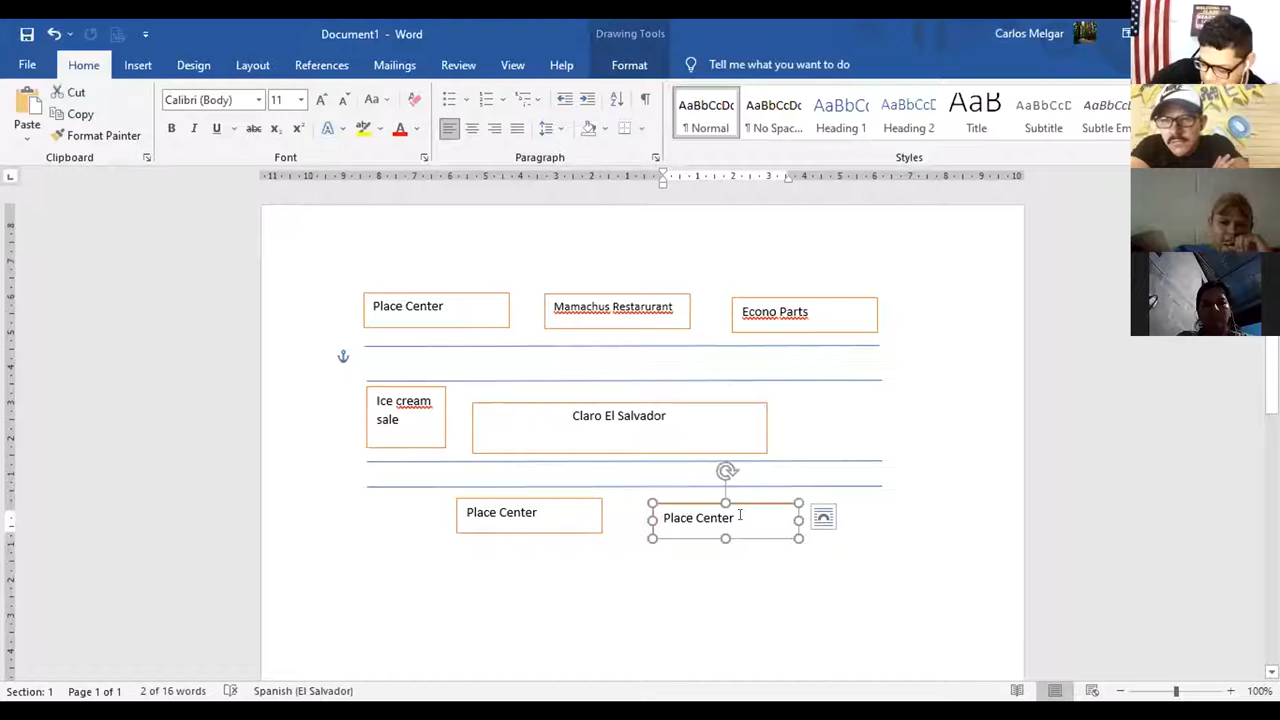 Document1 - Word
Drawing Tools
Carlos Melgar
File
Home
Insert
Design
Layout
References
Mailings
Review
View
Help
Format
Tell me what you want to do
Paste
Cut
Copy
Format Painter
Clipboard
Calibri (Body)
11
Font
Paragraph
AaBbCcDc
¶ Normal
AaBbCcDc
¶ No Spac...
AaBbCc
Heading 1
AaBbCcD
Heading 2
AaB
Title
AaBbCcD
Subtitle
AaBbCcDc
Subtle Em
Styles
Place Center
Mamachus Restarurant
Econo Parts
Ice cream
sale
Claro El Salvador
Place Center
Place Center
Section: 1
Page 1 of 1
2 of 16 words
Spanish (El Salvador)
100%